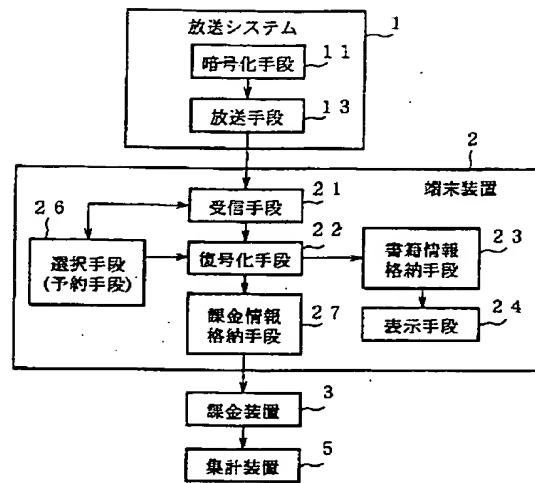 放送システム
1
暗号化手段
11
放送手段
13
2
端末装置
受信手段
21
26
選択手段
(予約手段)
復号化手段
22
書籍情報
格納手段
23
課金情報
格納手段
27
表示手段
24
課金装置
3
集計装置
5